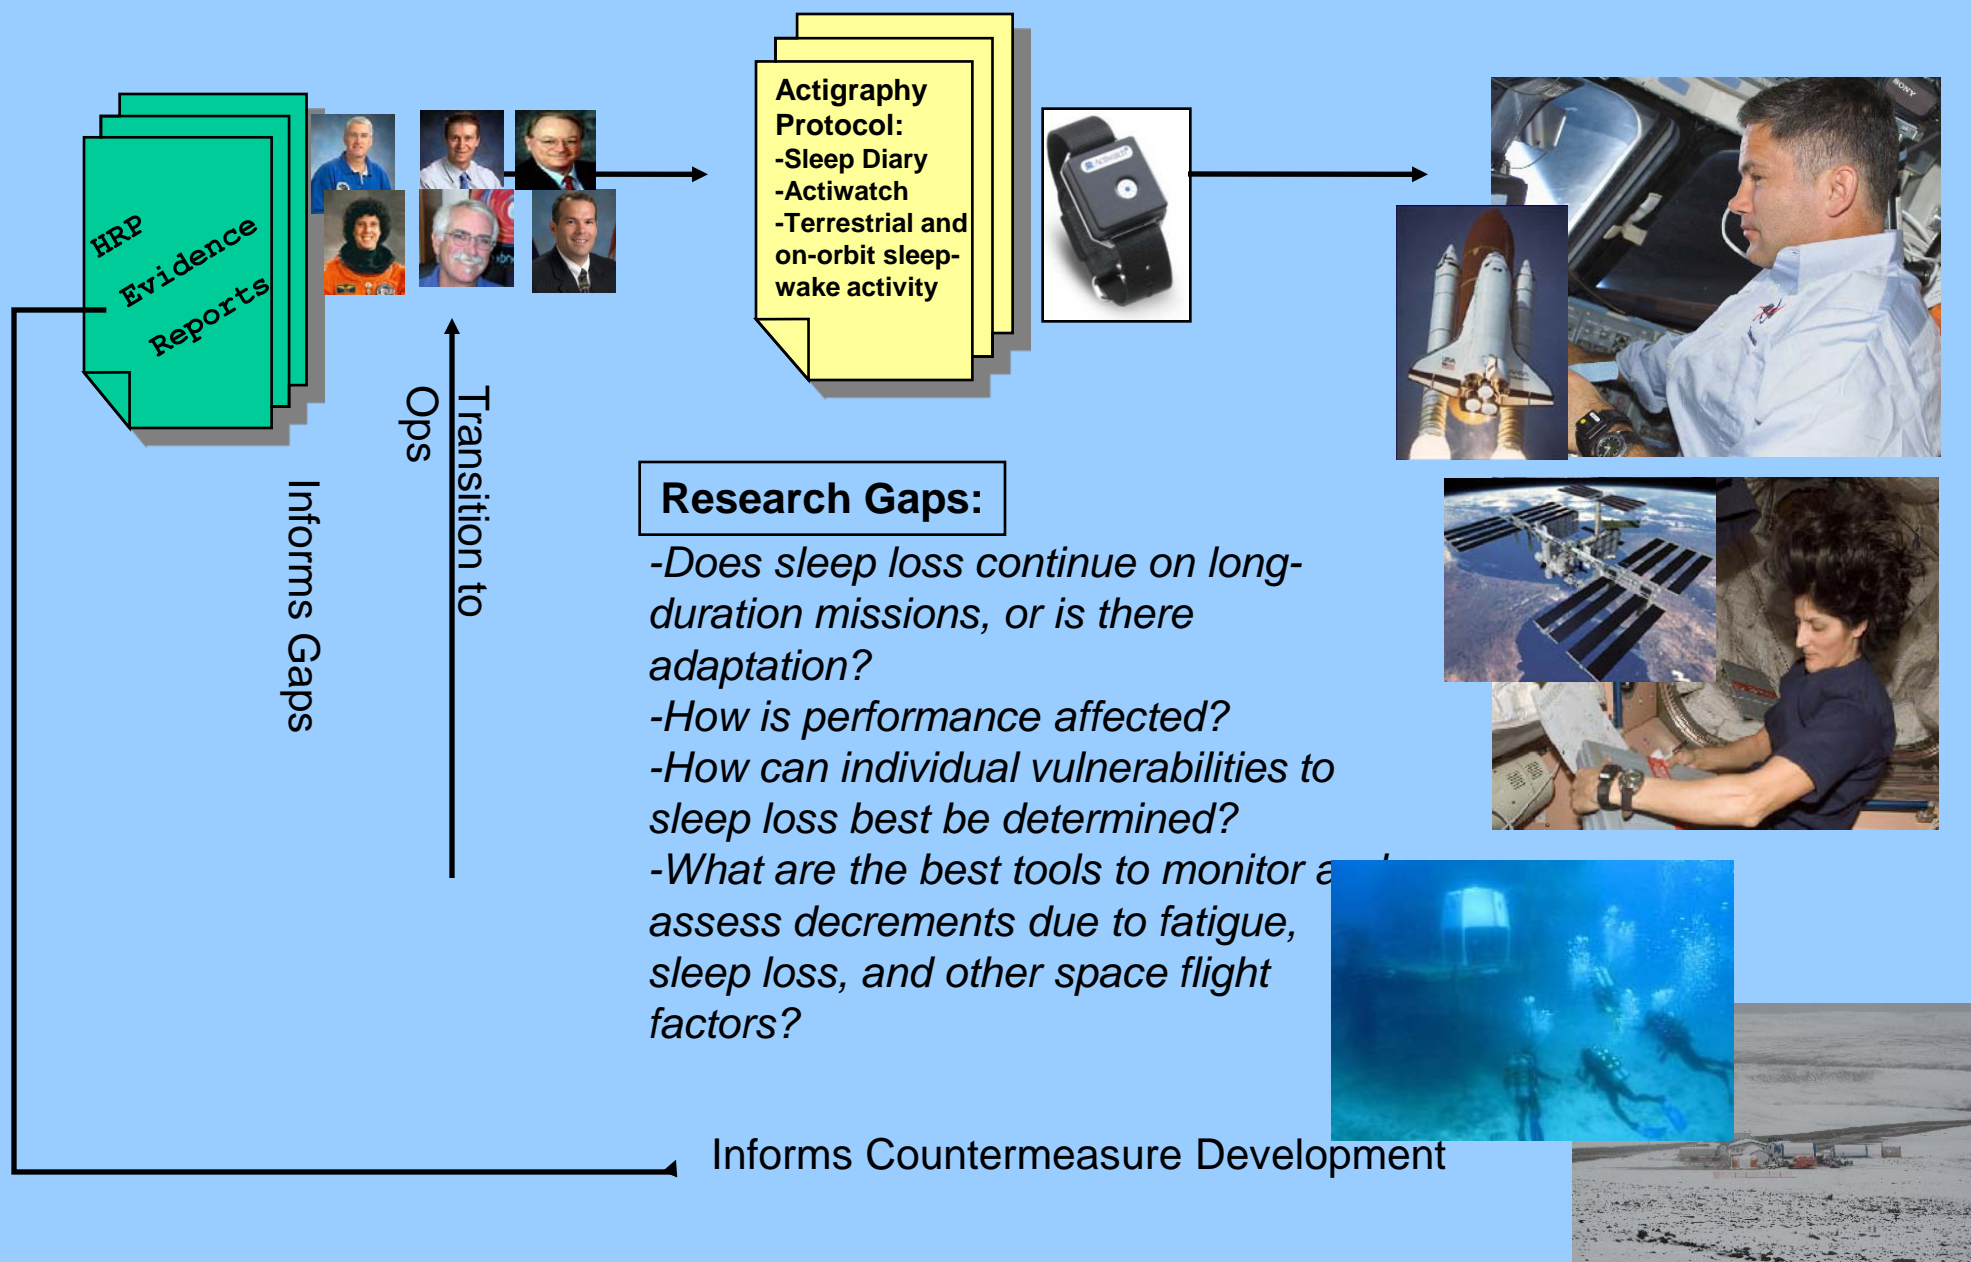 HRP
Evidence
Reports
Actigraphy
Protocol:
-Sleep Diary
-Actiwatch
-Terrestrial and
on-orbit sleep-
wake activity
ACTIWATCH
SONY
Transition to
Ops
Informs Gaps
Research Gaps:
-Does sleep loss continue on long-
duration missions, or is there
adaptation?
-How is performance affected?
-How can individual vulnerabilities to
sleep loss best be determined?
-What are the best tools to monitor
assess decrements due to fatigue,
sleep loss, and other space flight
factors?
Informs Countermeasure Development